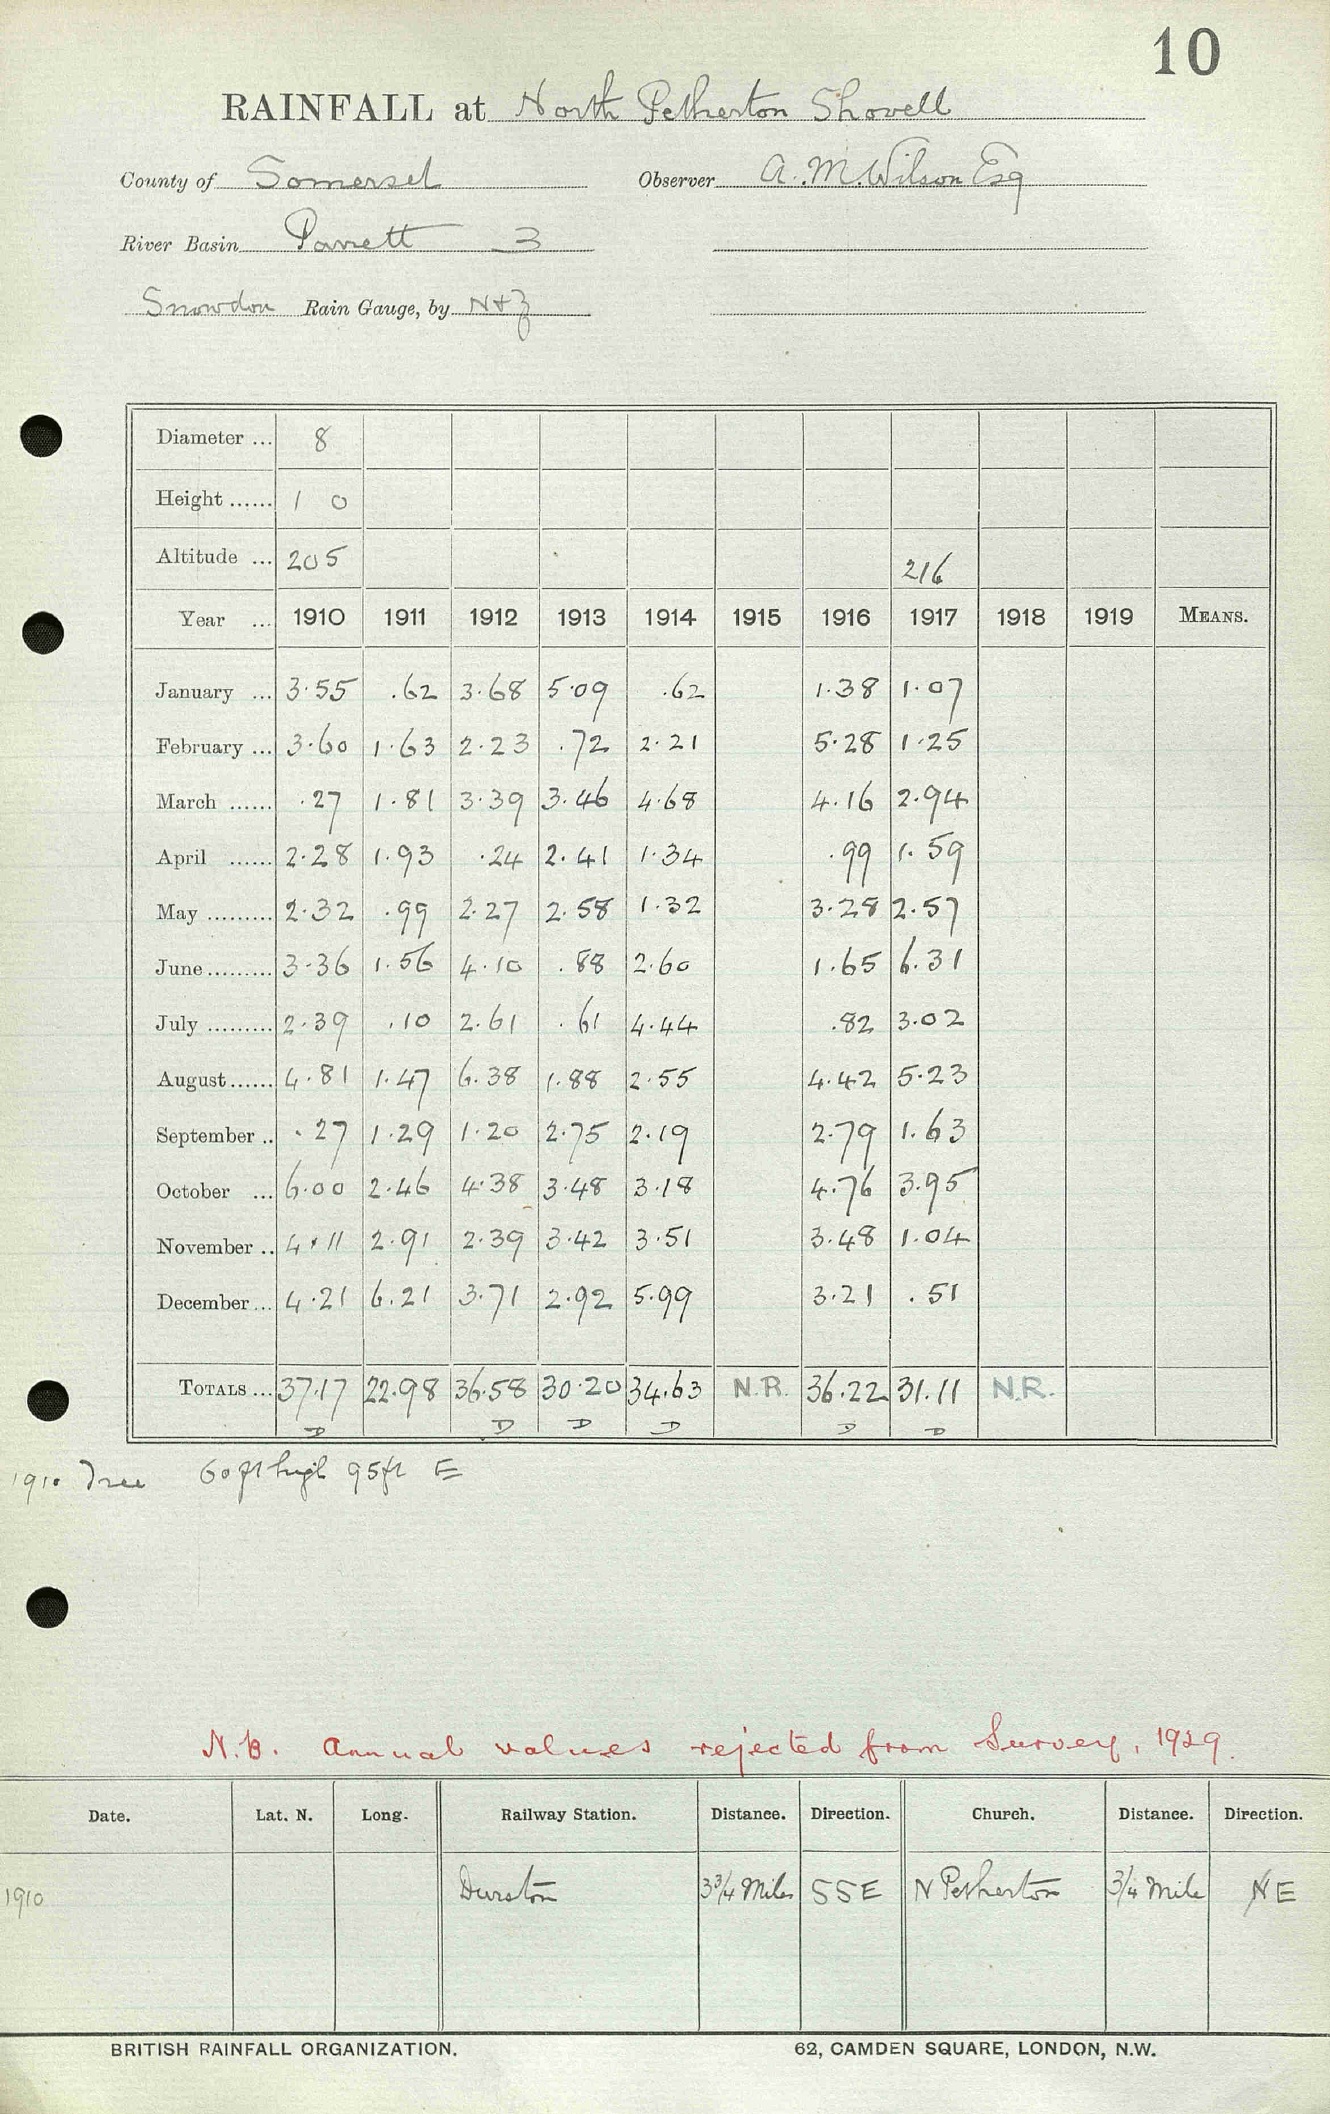 10
RAINFALL at North Petherton Shovell
County of Somerset Observer A. M. Wilson Esq
River Basin Parrett 3
Snowdon Rain Gauge, by N+Z
Diameter ... 8
Height ...... 1 0
Altitude ... 205 216
Year ... 1910 1911 1912 1913 1914 1915 1916 1917 1918 1919 MEANS.
January ... 3.55 .62 3.68 5.09 .62 1.38 1.07
February ... 3.60 1.63 2.23 .72 2.21 5.28 1.25
March ...... .27 1.81 3.39 3.46 4.68 4.16 2.94
April ...... 2.28 1.93 .24 2.41 1.34 .99 1.59
May ......... 2.32 .99 2.27 2.58 1.32 3.28 2.57
June ......... 3.36 1.56 4.10 .88 2.60 1.65 6.31
July ......... 2.39 .10 2.61 .61 4.44 .82 3.02
August ...... 4.81 1.47 6.38 1.88 2.55 4.42 5.23
September .. .27 1.29 1.20 2.75 2.19 2.79 1.63
October ... 6.00 2.46 4.38 3.48 3.18 4.76 3.95
November .. 4.11 2.91 2.39 3.42 3.51 3.48 1.04
December ... 4.21 6.21 3.71 2.92 5.99 3.21 .51
TOTALS ... 37.17 22.98 36.58 30.20 34.63 N.R. 36.22 31.11 N.R.
D D D D D D
1910 Tree 60 ft high 95ft E
N.B. Annual values rejected from Survey, 1929.
Date. Lat. N. Long. Railway Station. Distance. Direction. Church. Distance. Direction.
1910 Durston 3¾ Miles SSE N Petherton ¾ Mile NE
BRITISH RAINFALL ORGANIZATION. 62, CAMDEN SQUARE, LONDON, N.W.